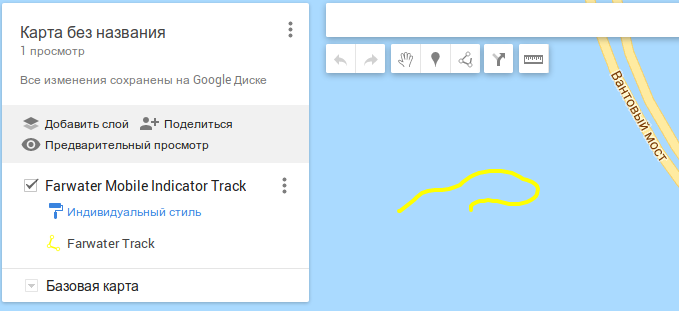 Карта без названия
1 просмотр
Все изменения сохранены на Google Диске
Добавить слой
Поделиться
Предварительный просмотр
Farwater Mobile Indicator Track
Индивидуальный стиль
Farwater Track
Базовая карта
Вантовый мост